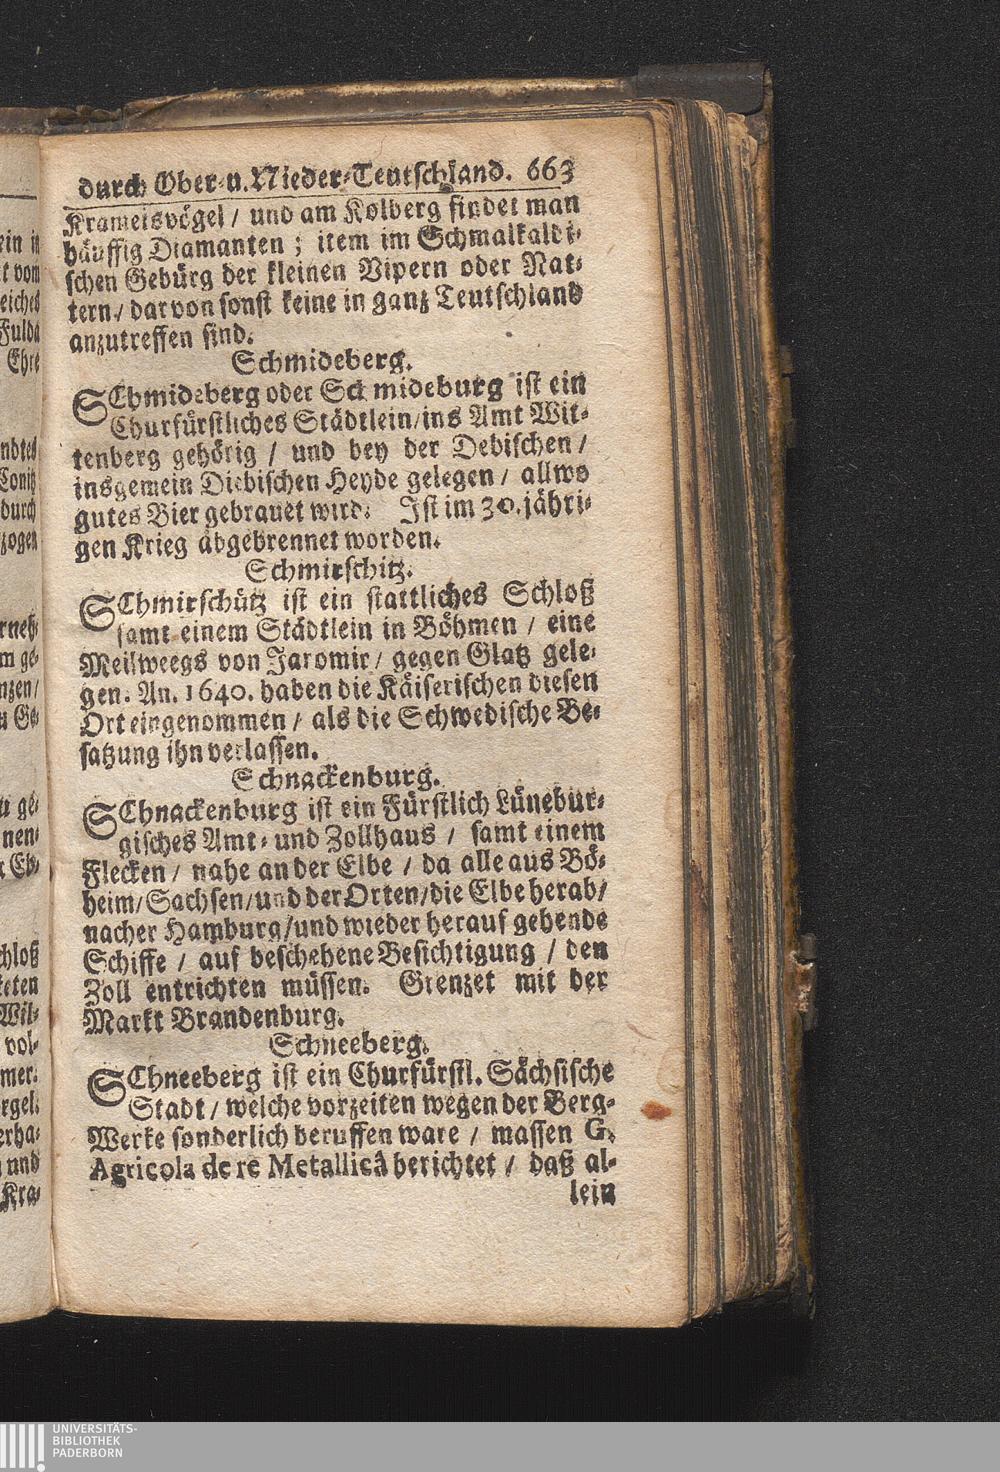 durch Ober- u. Nieder-Teutschland. 663
Krameisvögel / und am Kolberg findet man
häuffig Diamanten ; item im Schmalkaldi-
schen Gebürg der kleinen Vipern oder Nat-
tern / darvon sonst keine in ganz Teutschland
anzutreffen sind.
Schmideberg.
SChmideberg oder Schmideburg ist ein
Churfürstliches Städtlein / ins Amt Wit-
tenberg gehörig / und bey der Debischen /
insgemein Diebischen Heyde gelegen / allwo
gutes Bier gebrauet wird. Ist im 30. jähri-
gen Krieg abgebrennet worden.
Schmirschitz.
SChmirschütz ist ein stattliches Schloß
samt einem Städtlein in Böhmen / eine
Meilweegs von Jaromir / gegen Glatz gele-
gen. An. 1640. haben die Käiserischen diesen
Ort eingenommen / als die Schwedische Be-
satzung ihn verlassen.
Schnackenburg.
SChnackenburg ist ein Fürstlich Lünebur-
gisches Amt- und Zollhaus / samt einem
Flecken / nahe an der Elbe / da alle aus Bö-
heim / Sachsen / und der Orten / die Elbe herab /
nacher Hamburg / und wieder herauf gehende
Schiffe / auf beschehene Besichtigung / den
Zoll entrichten müssen. Grenzet mit der
Markt Brandenburg.
Schneeberg.
SChneeberg ist ein Churfürstl. Sächsische
Stadt / welche vorzeiten wegen der Berg-
Werke sonderlich beruffen ware / massen G.
Agricola de re Metallicâ berichtet / daß al-
lein
UNIVERSITÄTS-
BIBLIOTHEK
PADERBORN